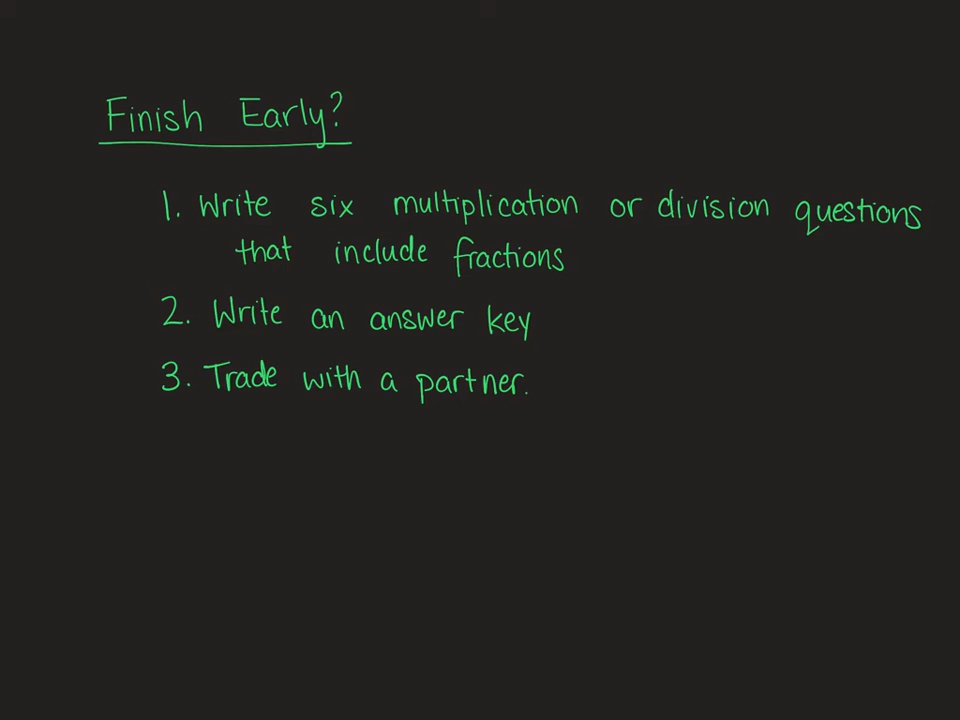 Finish Early?
1. Write six multiplication or division questions
that include fractions
2. Write an answer key
3. Trade with a partner.